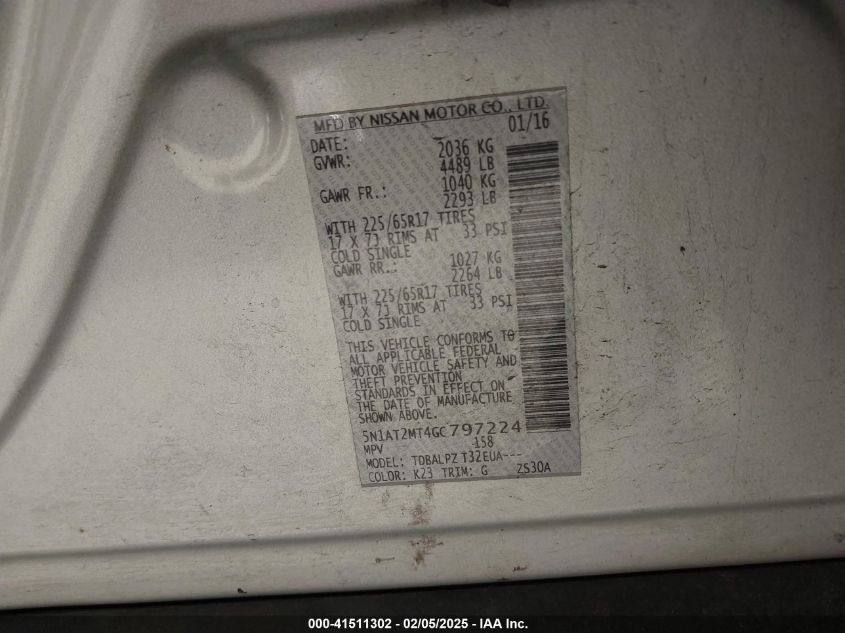 MFD BY NISSAN MOTOR CO., LTD.
DATE: 01/16
GVWR: 2036 KG
4489 LB
GAWR FR.: 1040 KG
2293 LB
WITH 225/65R17 TIRES
17 X 7J RIMS AT 33 PSI
COLD SINGLE
GAWR RR.: 1027 KG
2264 LB
WITH 225/65R17 TIRES
17 X 7J RIMS AT 33 PSI
COLD SINGLE
THIS VEHICLE CONFORMS TO
ALL APPLICABLE FEDERAL
MOTOR VEHICLE SAFETY AND
THEFT PREVENTION
STANDARDS IN EFFECT ON
THE DATE OF MANUFACTURE
SHOWN ABOVE.
5N1AT2MT4GC797224
MPV 158
MODEL: TDBALPZ T32EUA---
COLOR: K23 TRIM: G ZS30A
000-41511302 - 02/05/2025 - IAA Inc.